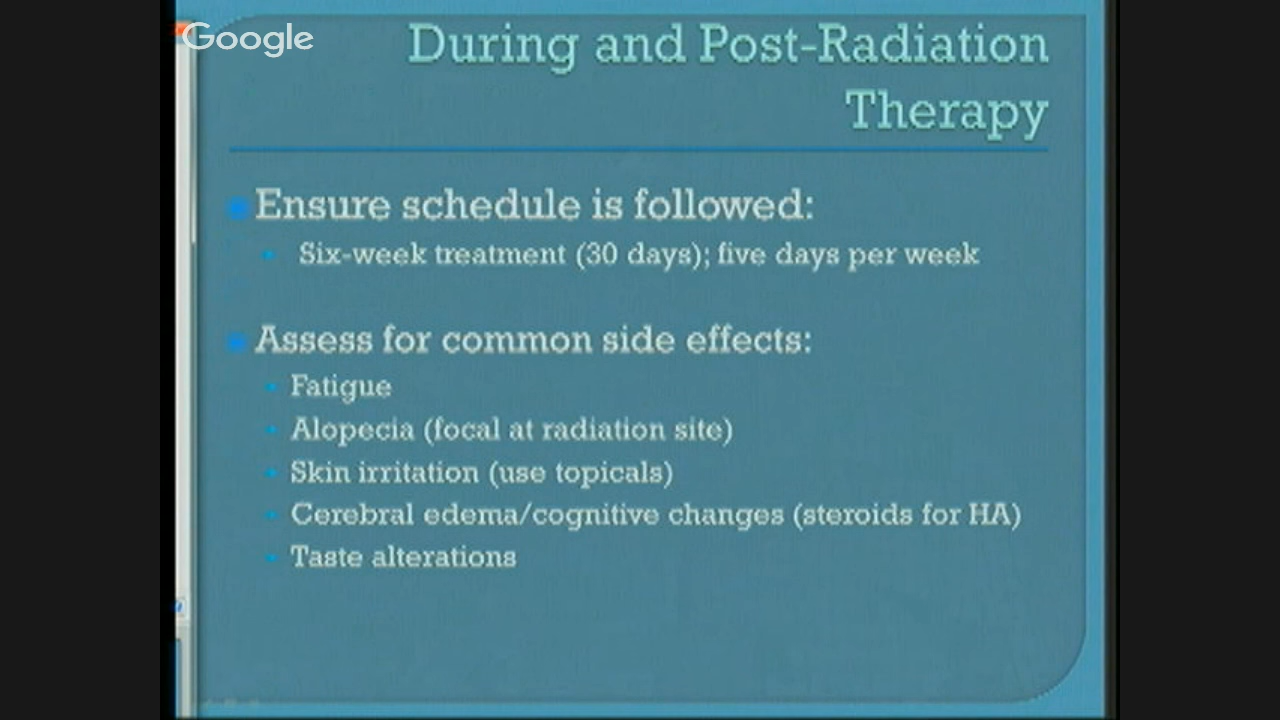 Google
During and Post-Radiation
Therapy
Ensure schedule is followed:
Six-week treatment (30 days); five days per week
Assess for common side effects:
Fatigue
Alopecia (focal at radiation site)
Skin irritation (use topicals)
Cerebral edema/cognitive changes (steroids for HA)
Taste alterations